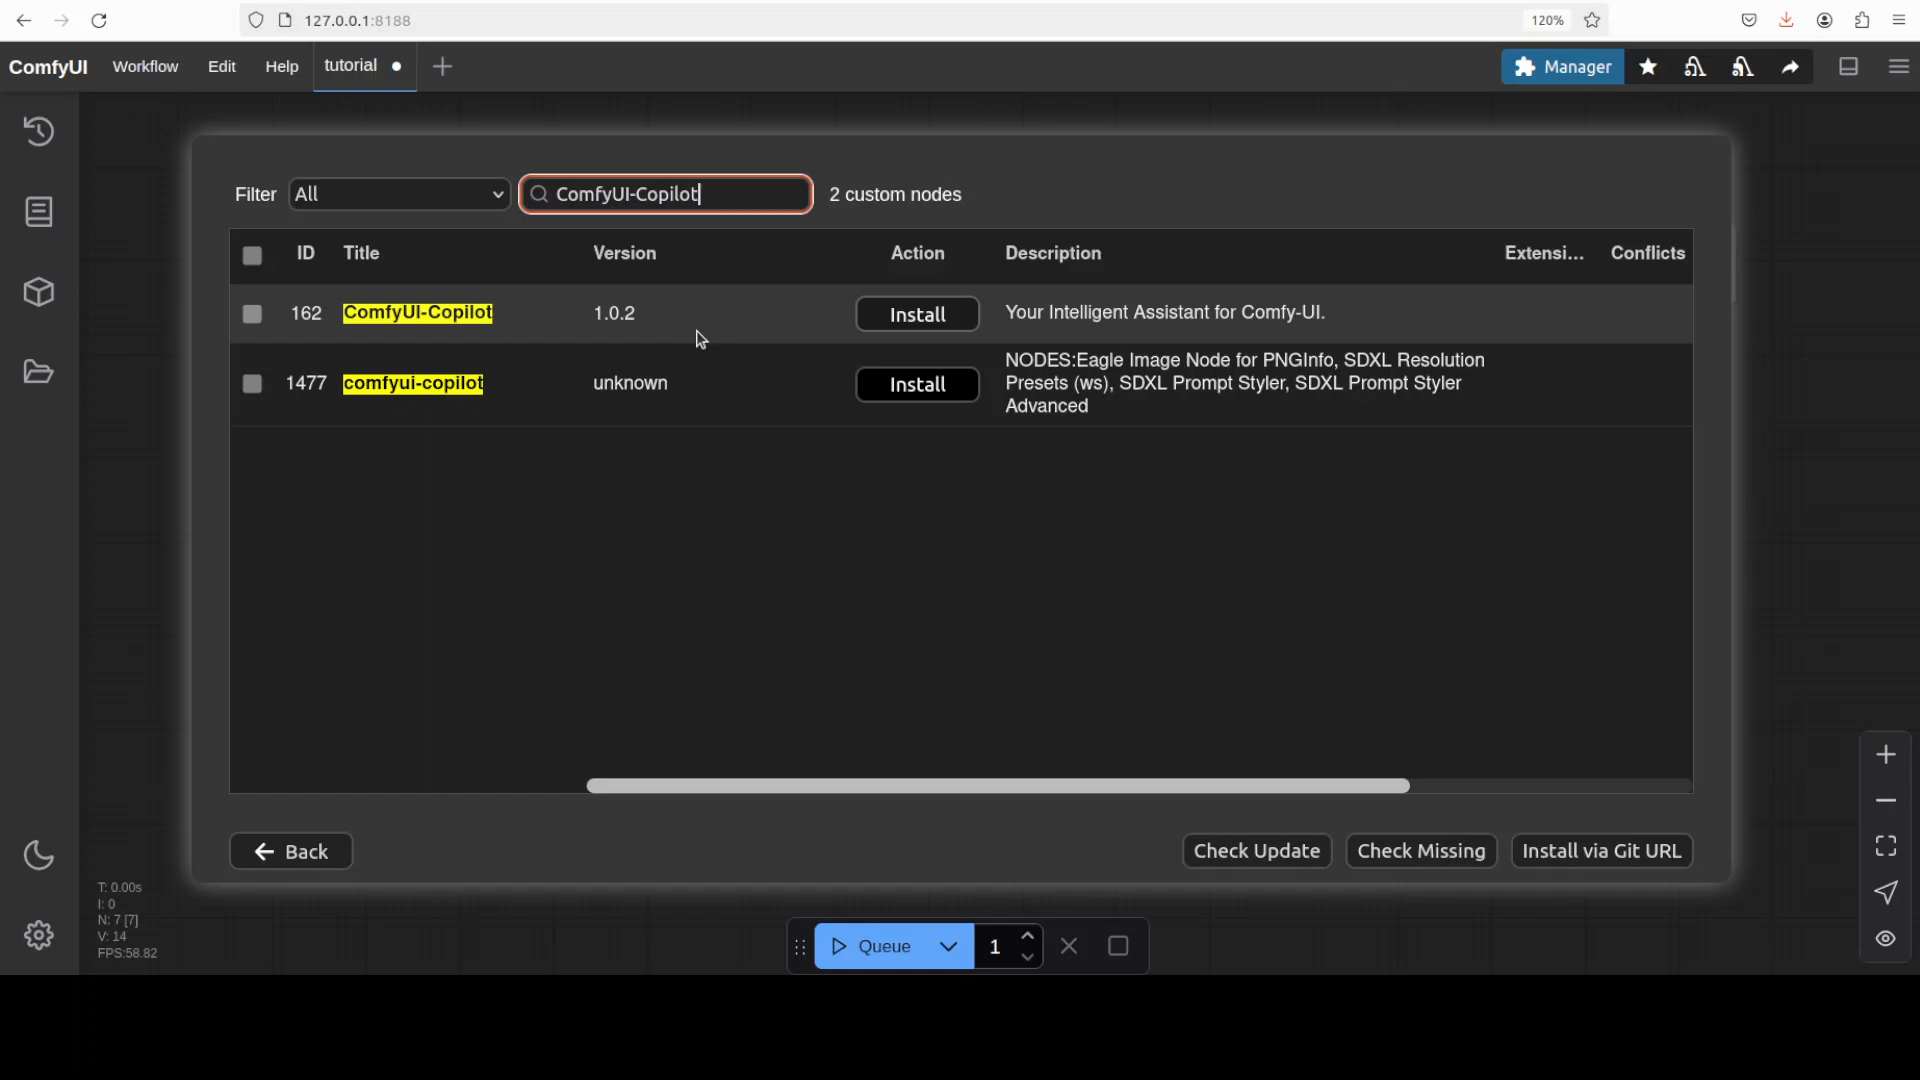 127.0.0.1:8188
120%
ComfyUI Workflow Edit Help tutorial Manager
Filter All ComfyUI-Copilot 2 custom nodes
ID Title Version Action Description Extensi... Conflicts
162 ComfyUI-Copilot 1.0.2 Install Your Intelligent Assistant for Comfy-UI.
1477 comfyui-copilot unknown Install NODES:Eagle Image Node for PNGInfo, SDXL Resolution
Presets (ws), SDXL Prompt Styler, SDXL Prompt Styler
Advanced
Back Check Update Check Missing Install via Git URL
T: 0.00s
I: 0
N: 7 [7]
V: 14
FPS:58.82
Queue 1